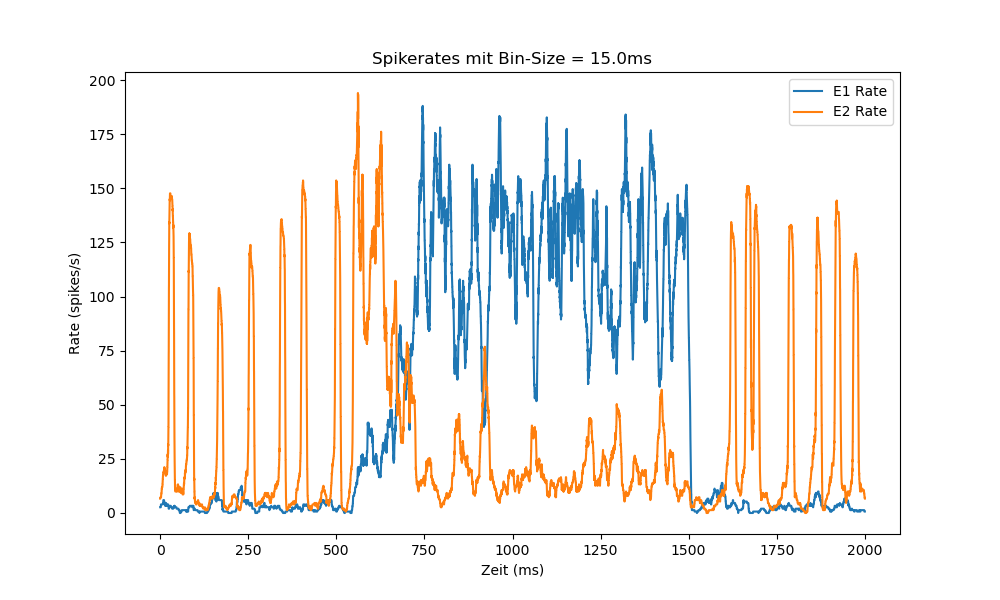 Spikerates mit Bin-Size = 15.0ms
E1 Rate
E2 Rate
200
175
150
125
100
75
50
25
0
Rate (spikes/s)
0 250 500 750 1000 1250 1500 1750 2000
Zeit (ms)